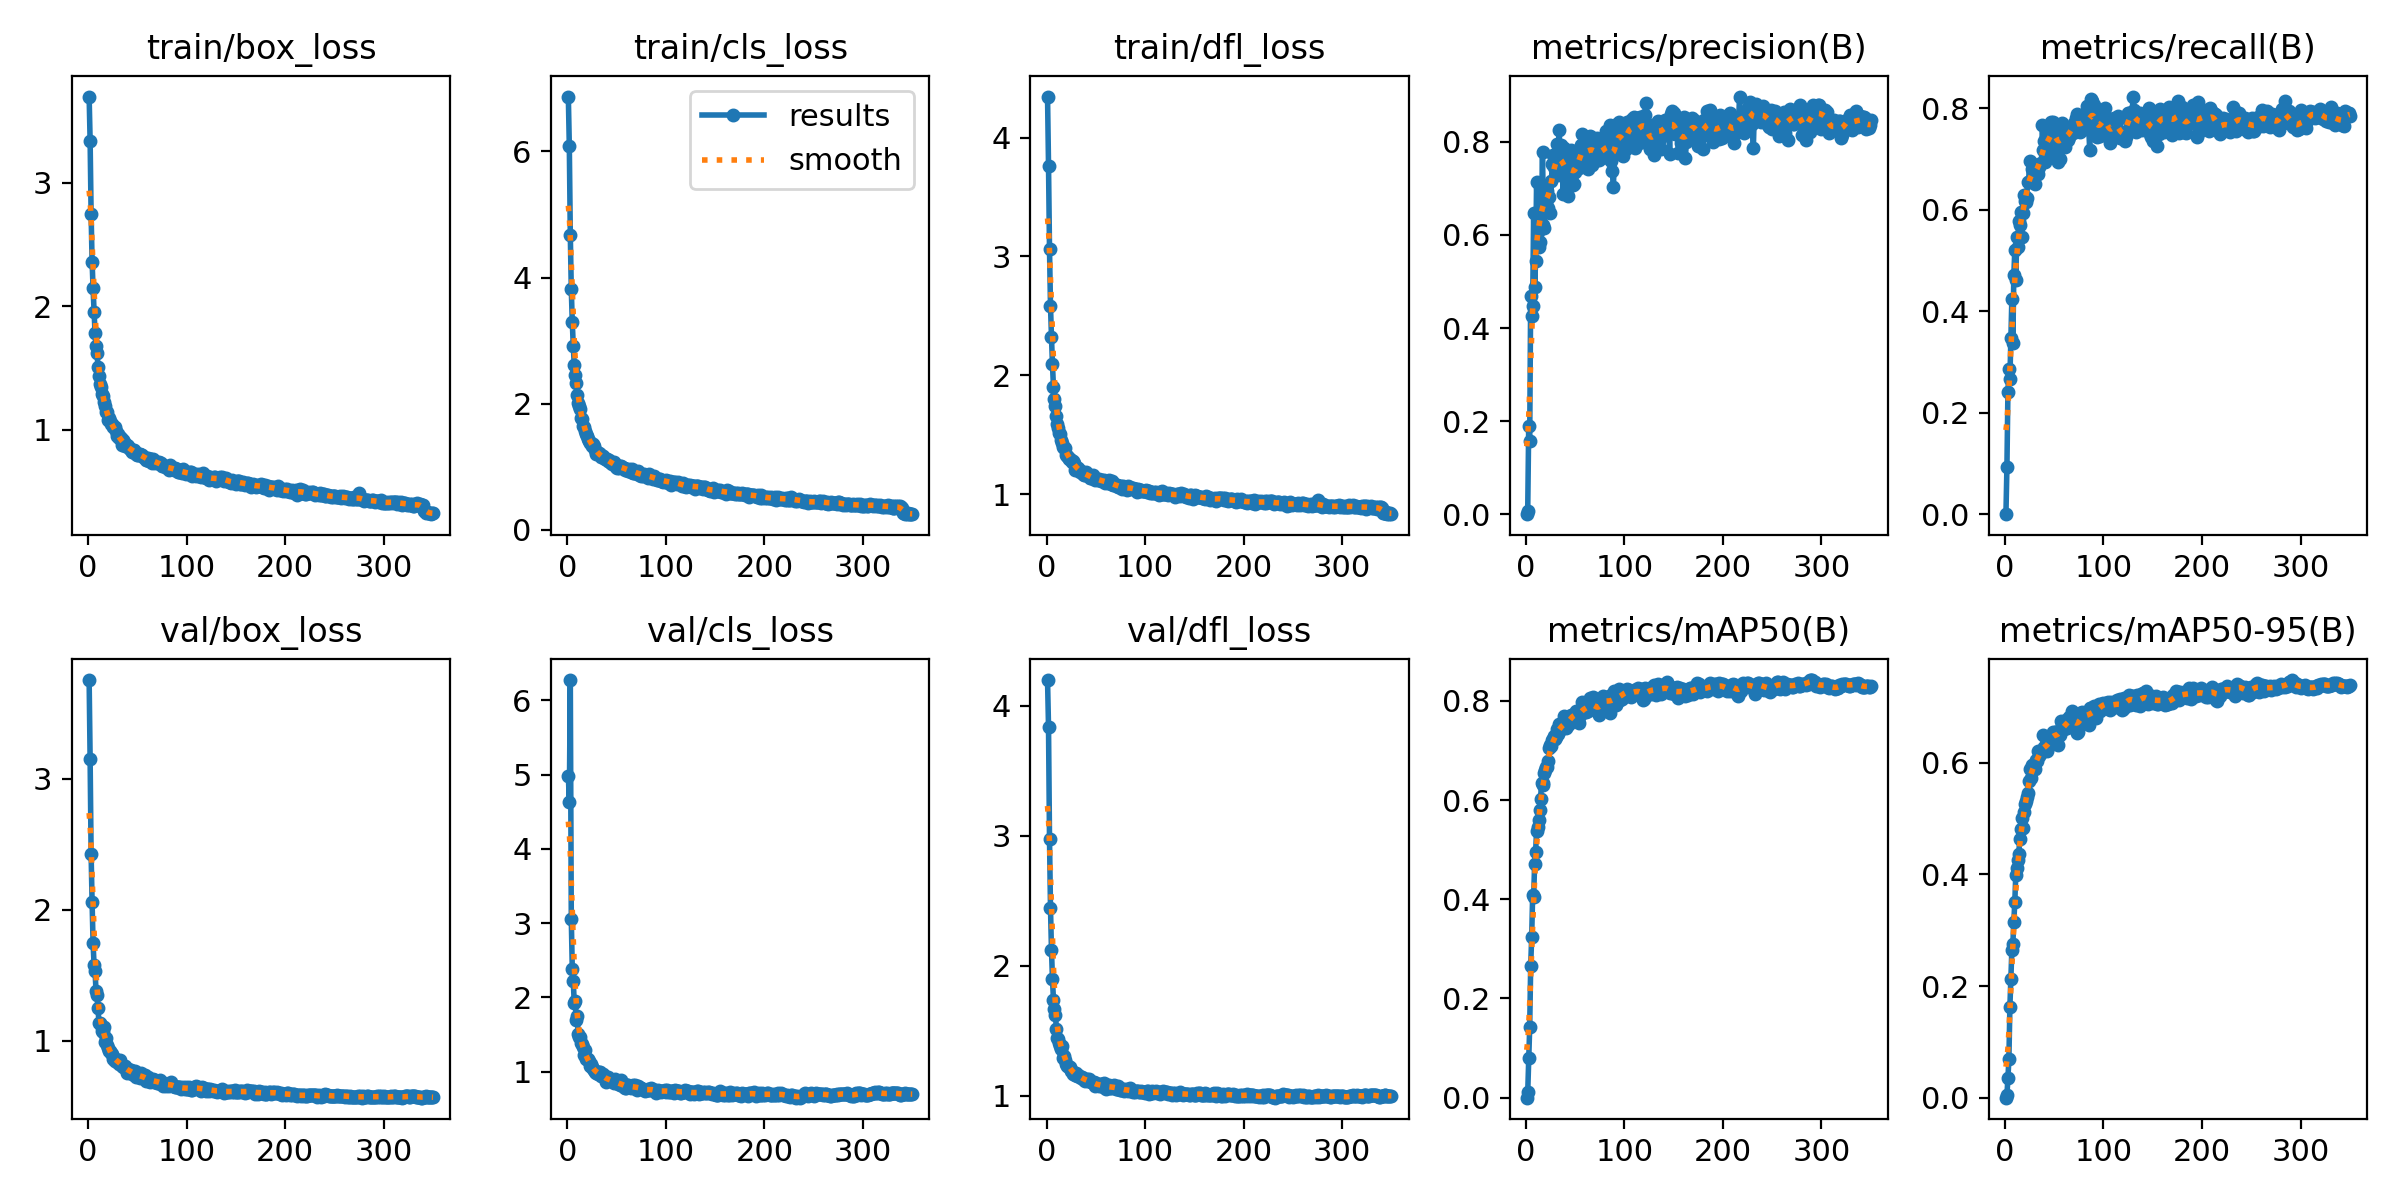 train/box_loss
train/cls_loss
train/dfl_loss
metrics/precision(B)
metrics/recall(B)
results
smooth
3
2
1
0 100 200 300
6
4
2
0
0 100 200 300
4
3
2
1
0 100 200 300
0.8
0.6
0.4
0.2
0.0
0 100 200 300
0.8
0.6
0.4
0.2
0.0
0 100 200 300
val/box_loss
val/cls_loss
val/dfl_loss
metrics/mAP50(B)
metrics/mAP50-95(B)
3
2
1
0 100 200 300
6
5
4
3
2
1
0 100 200 300
4
3
2
1
0 100 200 300
0.8
0.6
0.4
0.2
0.0
0 100 200 300
0.6
0.4
0.2
0.0
0 100 200 300